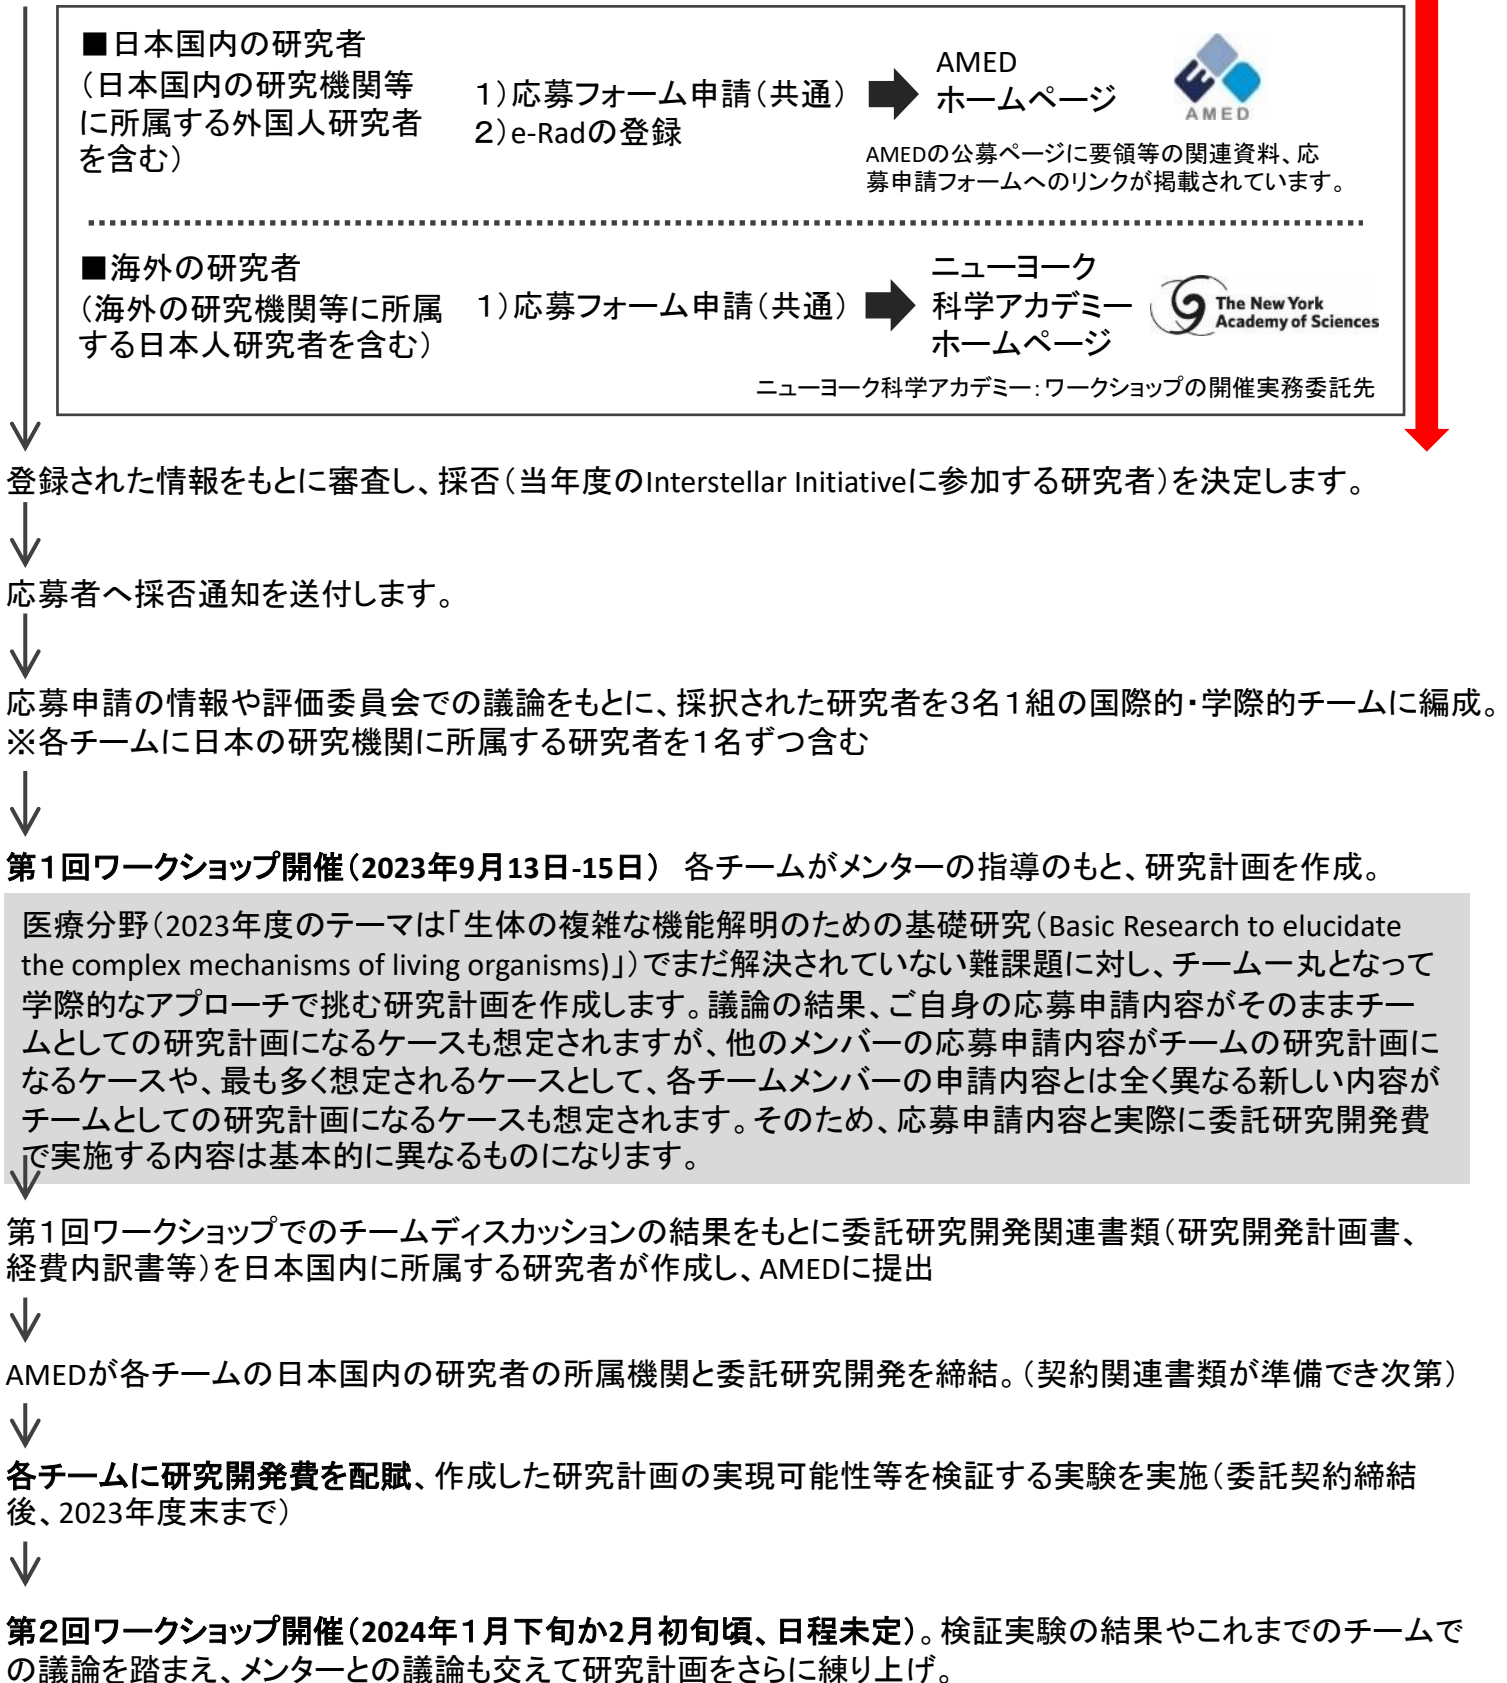 ■日本国内の研究者
（日本国内の研究機関等
に所属する外国人研究者
を含む）
1）応募フォーム申請（共通）
2）e-Radの登録
AMED
ホームページ
AMED
AMEDの公募ページに要領等の関連資料、応
募申請フォームへのリンクが掲載されています。
■海外の研究者
（海外の研究機関等に所属
する日本人研究者を含む）
1）応募フォーム申請（共通）
ニューヨーク
科学アカデミー
ホームページ
The New York
Academy of Sciences
ニューヨーク科学アカデミー：ワークショップの開催実務委託先
登録された情報をもとに審査し、採否（当年度のInterstellar Initiativeに参加する研究者）を決定します。
応募者へ採否通知を送付します。
応募申請の情報や評価委員会での議論をもとに、採択された研究者を３名１組の国際的・学際的チームに編成。
※各チームに日本の研究機関に所属する研究者を１名ずつ含む
第１回ワークショップ開催（2023年9月13日-15日） 各チームがメンターの指導のもと、研究計画を作成。
医療分野（2023年度のテーマは「生体の複雑な機能解明のための基礎研究（Basic Research to elucidate
the complex mechanisms of living organisms)」）でまだ解決されていない難課題に対し、チーム一丸となって
学際的なアプローチで挑む研究計画を作成します。議論の結果、ご自身の応募申請内容がそのままチー
ムとしての研究計画になるケースも想定されますが、他のメンバーの応募申請内容がチームの研究計画に
なるケースや、最も多く想定されるケースとして、各チームメンバーの申請内容とは全く異なる新しい内容が
チームとしての研究計画になるケースも想定されます。そのため、応募申請内容と実際に委託研究開発費
で実施する内容は基本的に異なるものになります。
第１回ワークショップでのチームディスカッションの結果をもとに委託研究開発関連書類（研究開発計画書、
経費内訳書等）を日本国内に所属する研究者が作成し、AMEDに提出
AMEDが各チームの日本国内の研究者の所属機関と委託研究開発を締結。（契約関連書類が準備でき次第）
各チームに研究開発費を配賦、作成した研究計画の実現可能性等を検証する実験を実施（委託契約締結
後、2023年度末まで）
第２回ワークショップ開催（2024年１月下旬か2月初旬頃、日程未定）。検証実験の結果やこれまでのチームで
の議論を踏まえ、メンターとの議論も交えて研究計画をさらに練り上げ。